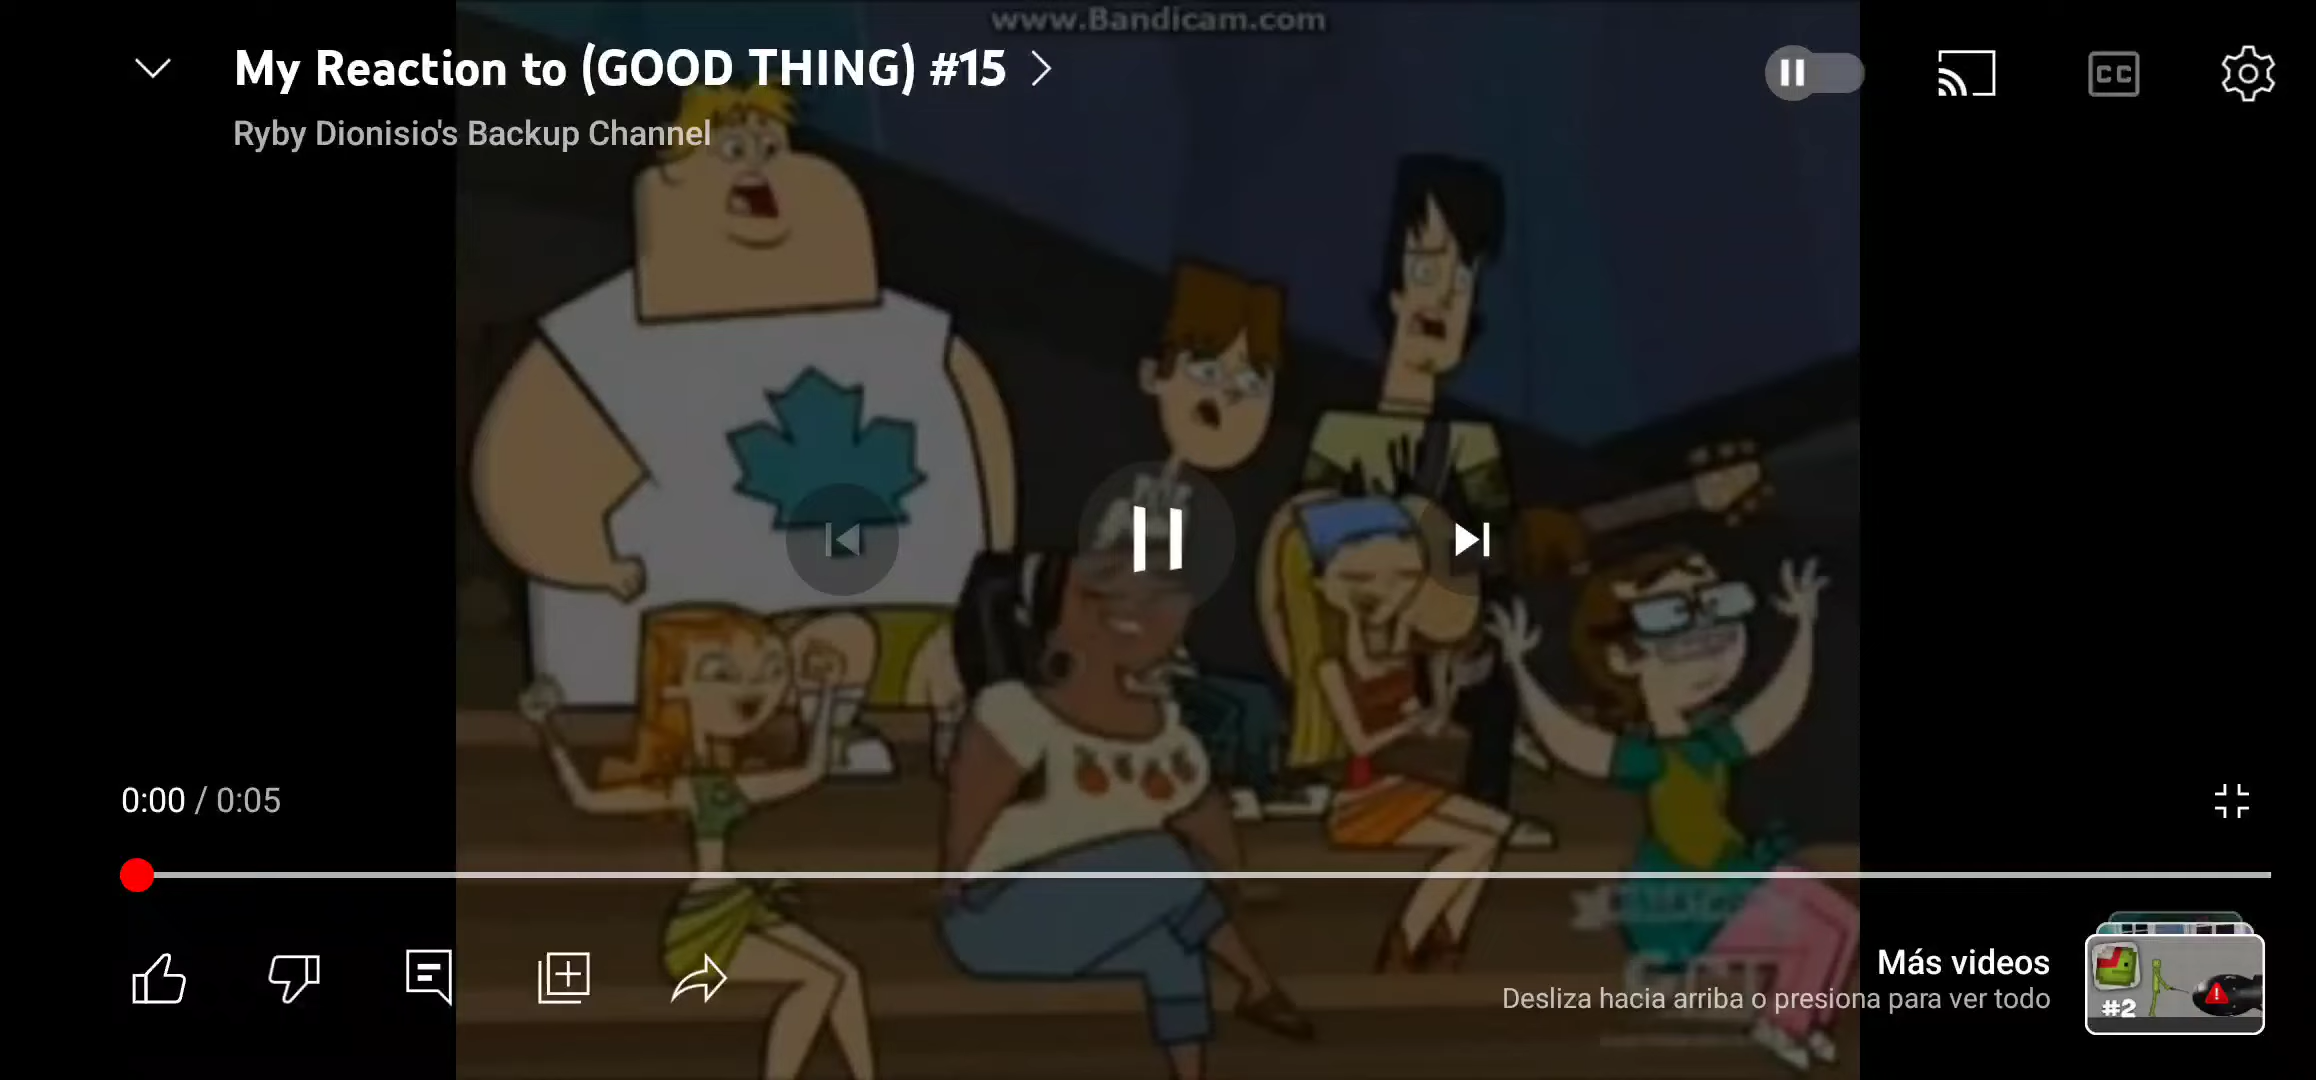 www.Bandicam.com
My Reaction to (GOOD THING) #15
Ryby Dionisio's Backup Channel
CC
0:00 / 0:05
Más videos
Desliza hacia arriba o presiona para ver todo
#2